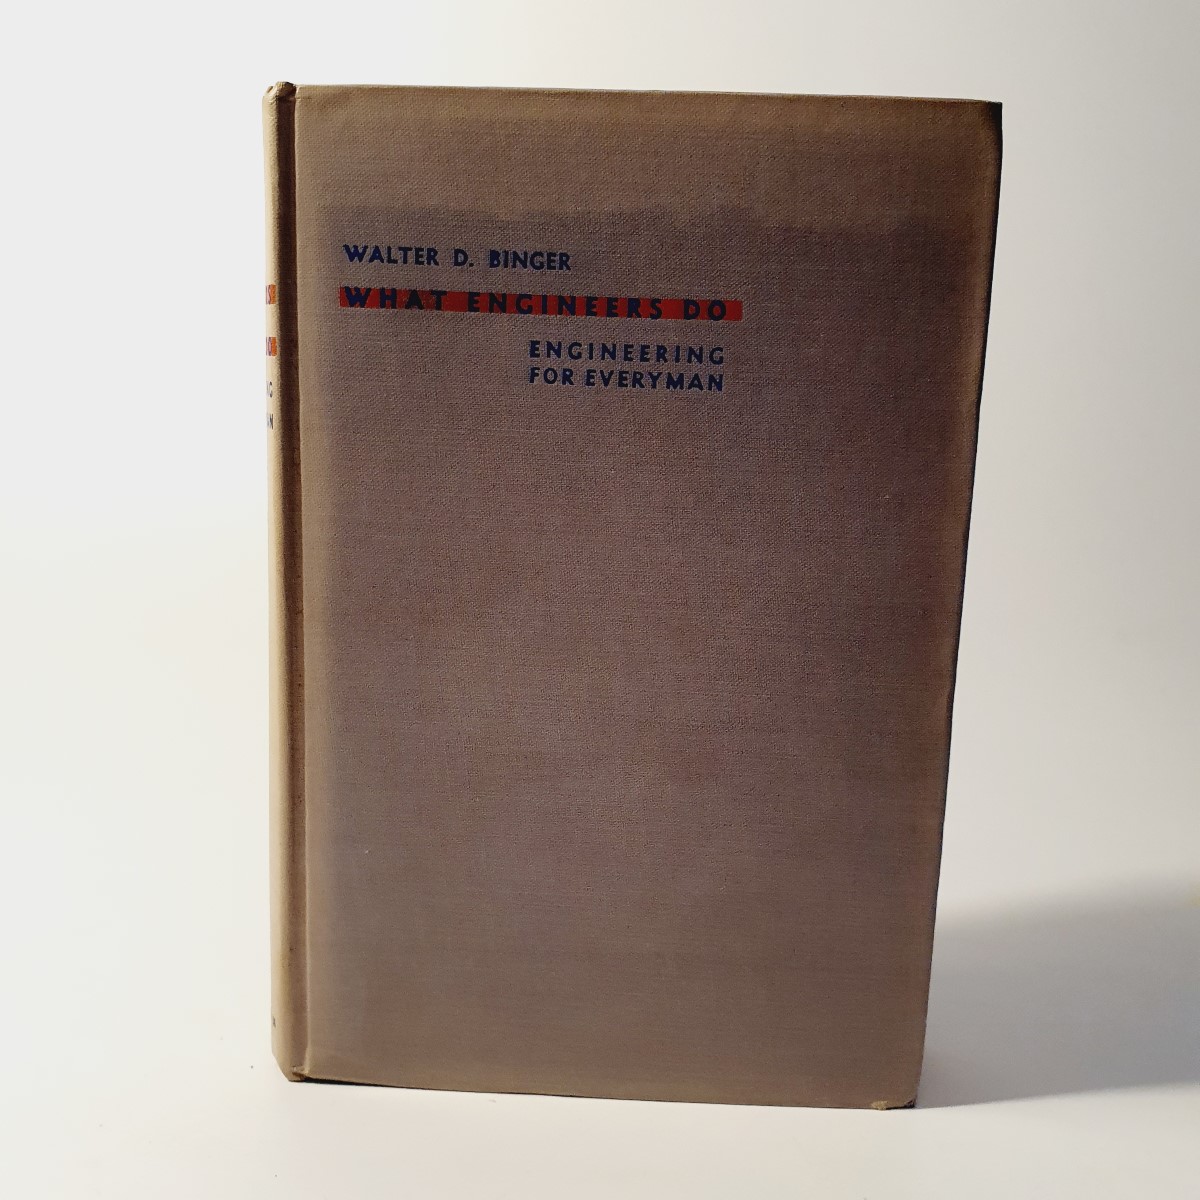 WALTER D. BINGER
WHAT ENGINEERS DO
ENGINEERING
FOR EVERYMAN